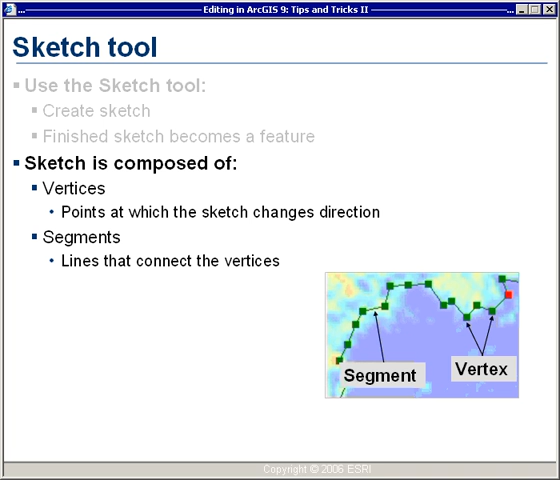 ... Editing in ArcGIS 9: Tips and Tricks II ...
Sketch tool
Use the Sketch tool:
Create sketch
Finished sketch becomes a feature
Sketch is composed of:
Vertices
Points at which the sketch changes direction
Segments
Lines that connect the vertices
Segment
Vertex
Copyright © 2006 ESRI